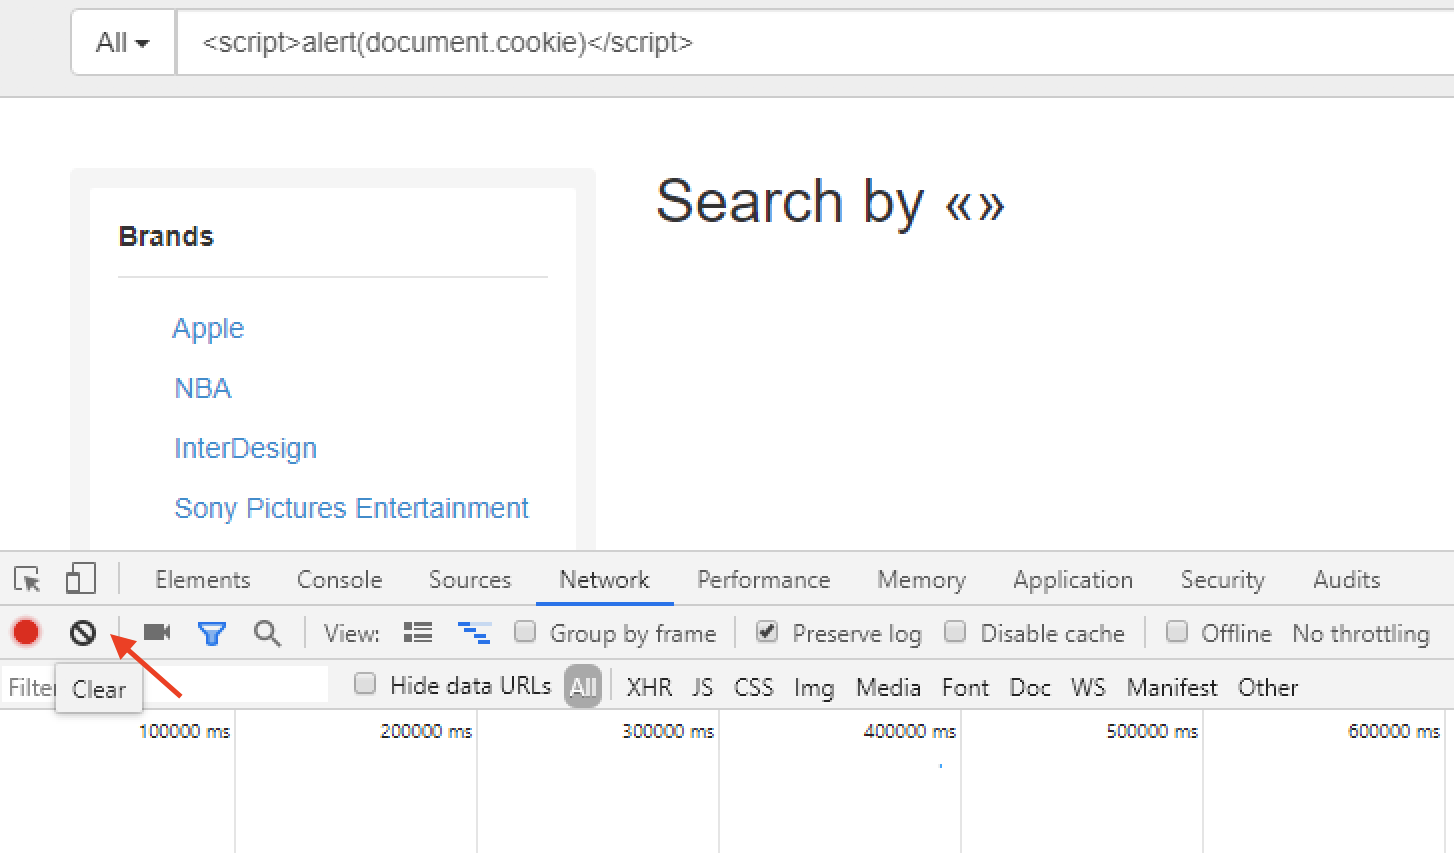 All <script>alert(document.cookie)</script>
Search by «»
Brands
Apple
NBA
InterDesign
Sony Pictures Entertainment
Elements Console Sources Network Performance Memory Application Security Audits
View: Group by frame Preserve log Disable cache Offline No throttling
Filter Clear Hide data URLs All XHR JS CSS Img Media Font Doc WS Manifest Other
100000 ms 200000 ms 300000 ms 400000 ms 500000 ms 600000 ms